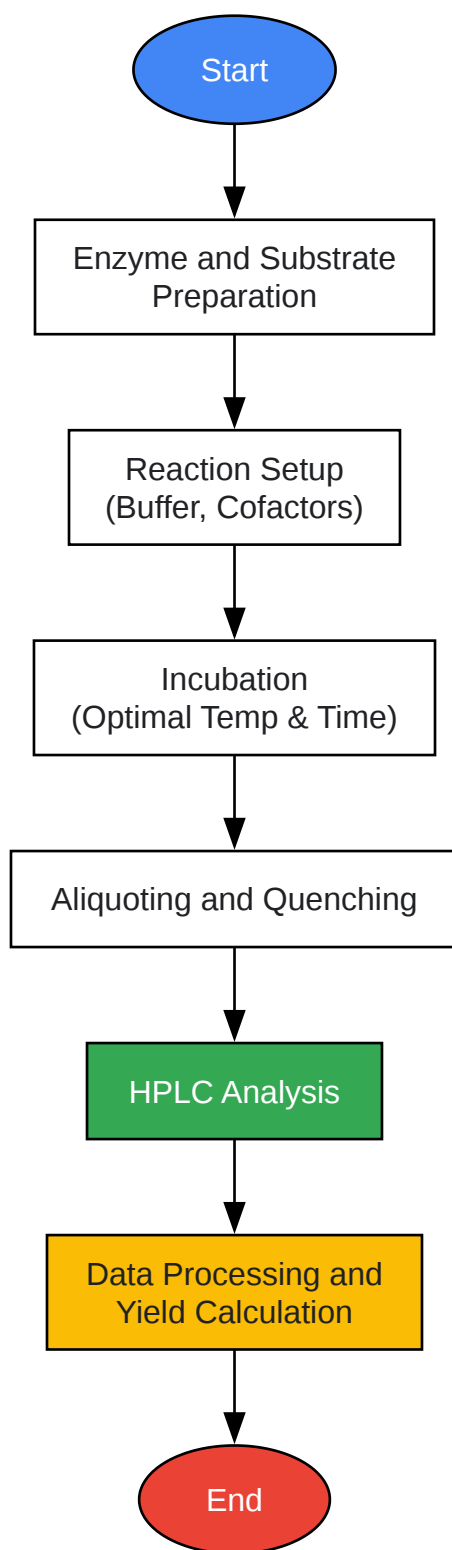 Start
Enzyme and Substrate
Preparation
Reaction Setup
(Buffer, Cofactors)
Incubation
(Optimal Temp & Time)
Aliquoting and Quenching
HPLC Analysis
Data Processing and
Yield Calculation
End